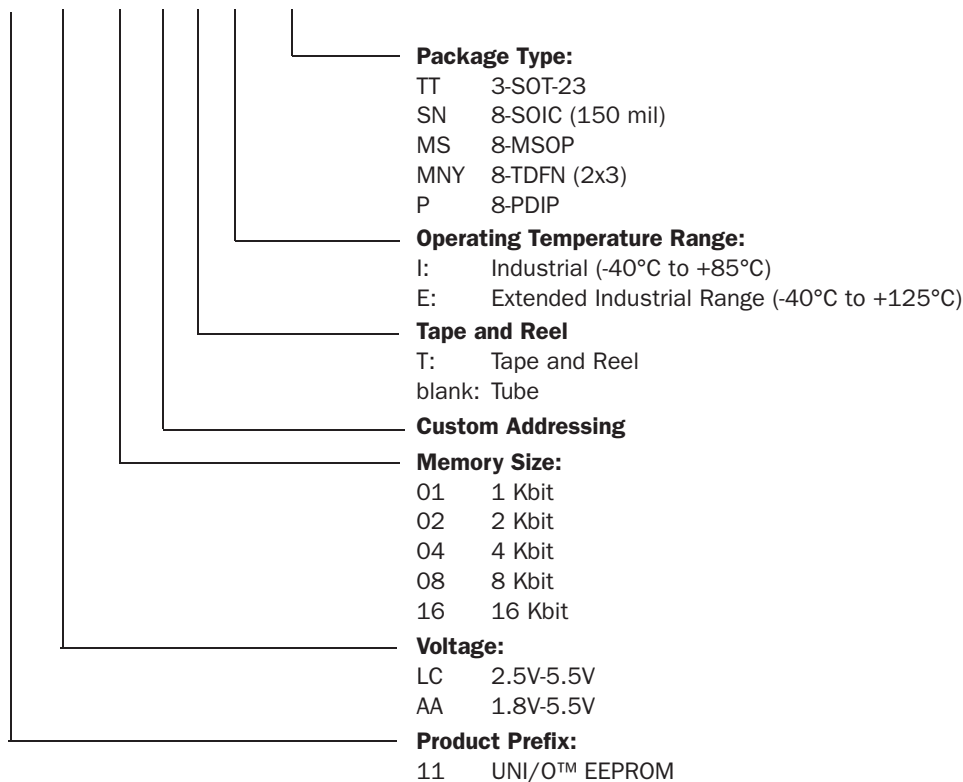 Package Type:
TT 3-SOT-23
SN 8-SOIC (150 mil)
MS 8-MSOP
MNY 8-TDFN (2x3)
P 8-PDIP
Operating Temperature Range:
I: Industrial (-40°C to +85°C)
E: Extended Industrial Range (-40°C to +125°C)
Tape and Reel
T: Tape and Reel
blank: Tube
Custom Addressing
Memory Size:
01 1 Kbit
02 2 Kbit
04 4 Kbit
08 8 Kbit
16 16 Kbit
Voltage:
LC 2.5V-5.5V
AA 1.8V-5.5V
Product Prefix:
11 UNI/O™ EEPROM